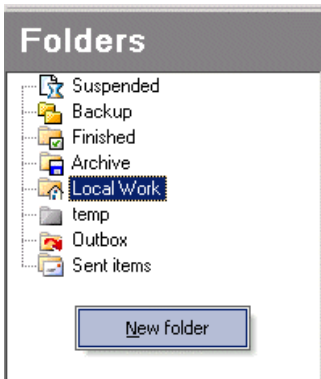 Folders
Suspended
Backup
Finished
Archive
Local Work
temp
Outbox
Sent items
New folder